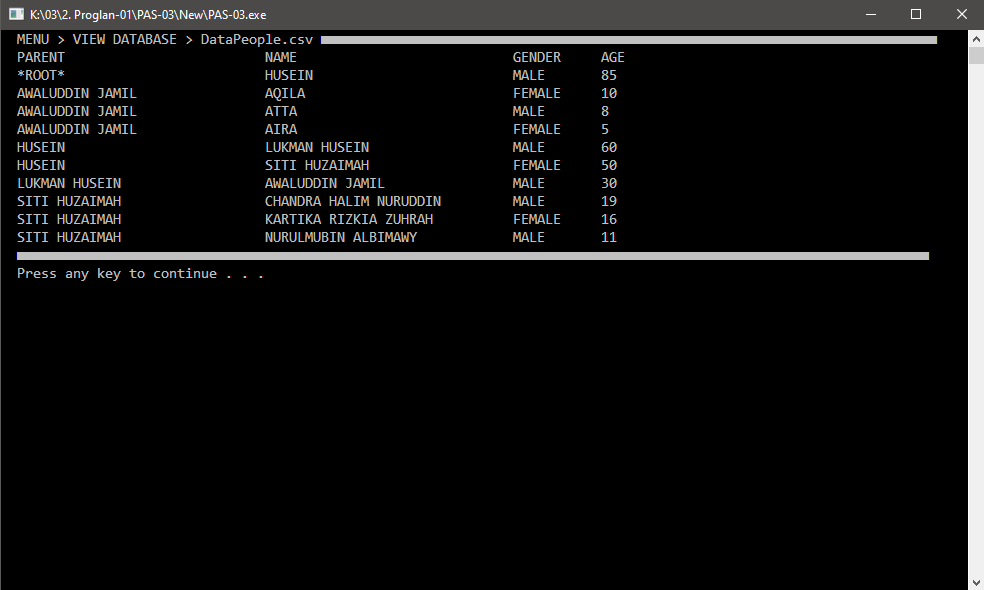 K:\03\2. Proglan-01\PAS-03\New\PAS-03.exe
MENU > VIEW DATABASE > DataPeople.csv
PARENT NAME GENDER AGE
*ROOT* HUSEIN MALE 85
AWALUDDIN JAMIL AQILA FEMALE 10
AWALUDDIN JAMIL ATTA MALE 8
AWALUDDIN JAMIL AIRA FEMALE 5
HUSEIN LUKMAN HUSEIN MALE 60
HUSEIN SITI HUZAIMAH FEMALE 50
LUKMAN HUSEIN AWALUDDIN JAMIL MALE 30
SITI HUZAIMAH CHANDRA HALIM NURUDDIN MALE 19
SITI HUZAIMAH KARTIKA RIZKIA ZUHRAH FEMALE 16
SITI HUZAIMAH NURULMUBIN ALBIMAWY MALE 11
Press any key to continue . . .